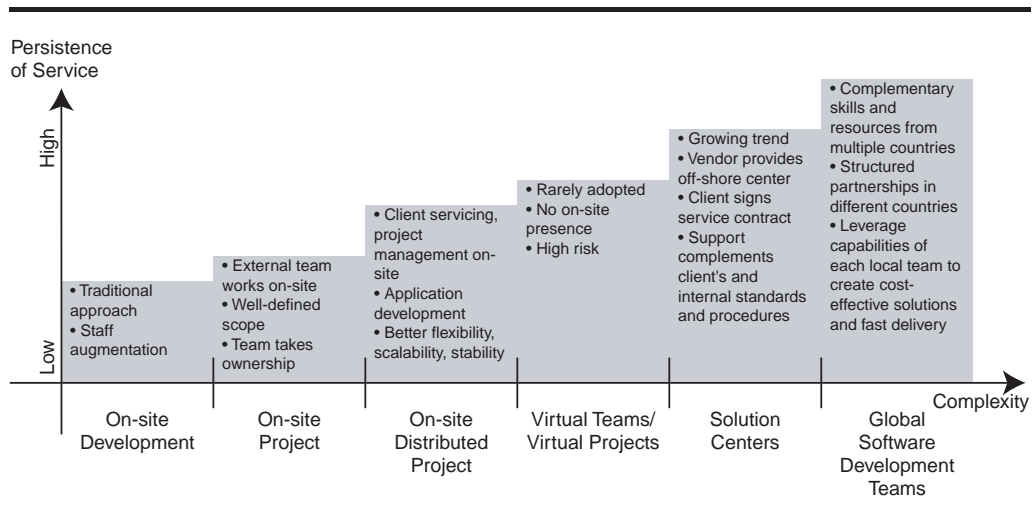 Persistence
of Service
High
Low
• Traditional
approach
• Staff
augmentation
• External team
works on-site
• Well-defined
scope
• Team takes
ownership
• Client servicing,
project
management on-
site
• Application
development
• Better flexibility,
scalability, stability
• Rarely adopted
• No on-site
presence
• High risk
• Growing trend
• Vendor provides
off-shore center
• Client signs
service contract
• Support
complements
client's and
internal standards
and procedures
• Complementary
skills and
resources from
multiple countries
• Structured
partnerships in
different countries
• Leverage
capabilities of
each local team to
create cost-
effective solutions
and fast delivery
Complexity
On-site
Development
On-site
Project
On-site
Distributed
Project
Virtual Teams/
Virtual Projects
Solution
Centers
Global
Software
Development
Teams